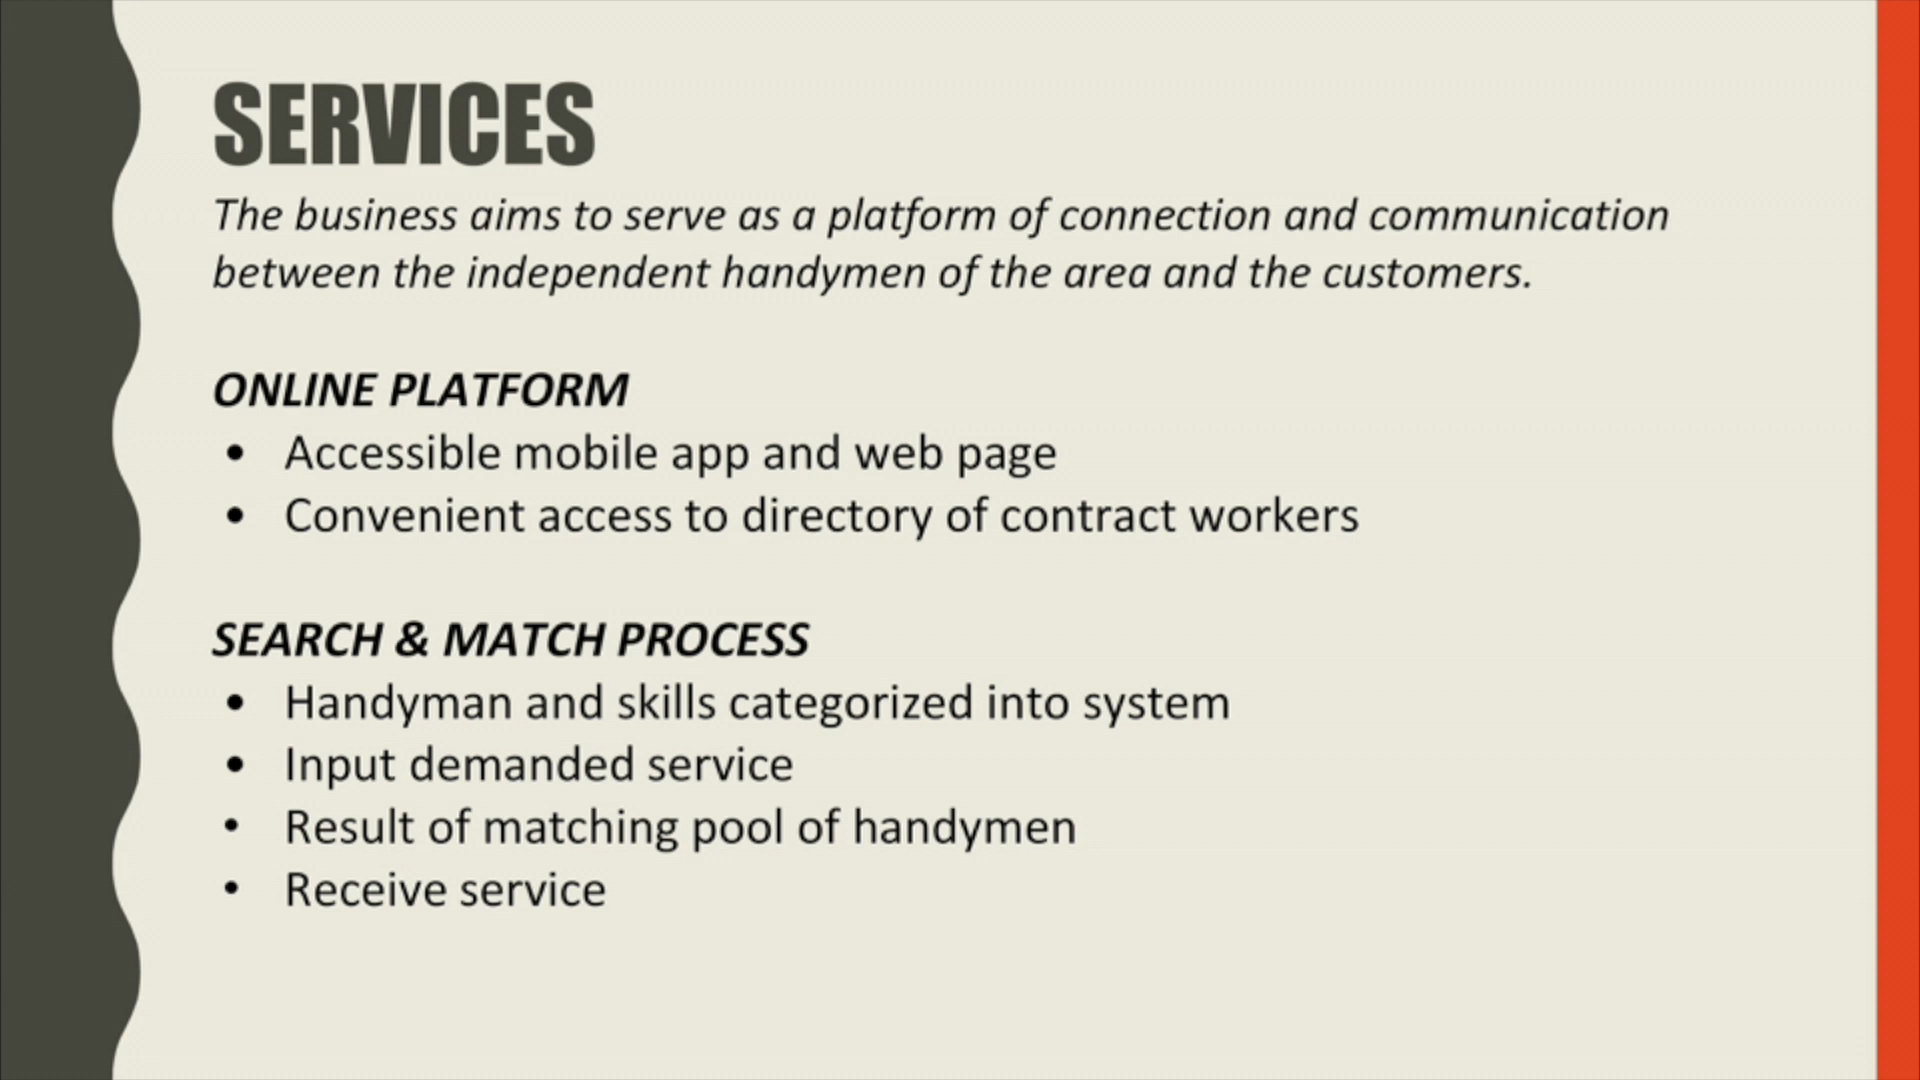 SERVICES
The business aims to serve as a platform of connection and communication
between the independent handymen of the area and the customers.
ONLINE PLATFORM
• Accessible mobile app and web page
• Convenient access to directory of contract workers
SEARCH & MATCH PROCESS
• Handyman and skills categorized into system
• Input demanded service
• Result of matching pool of handymen
• Receive service